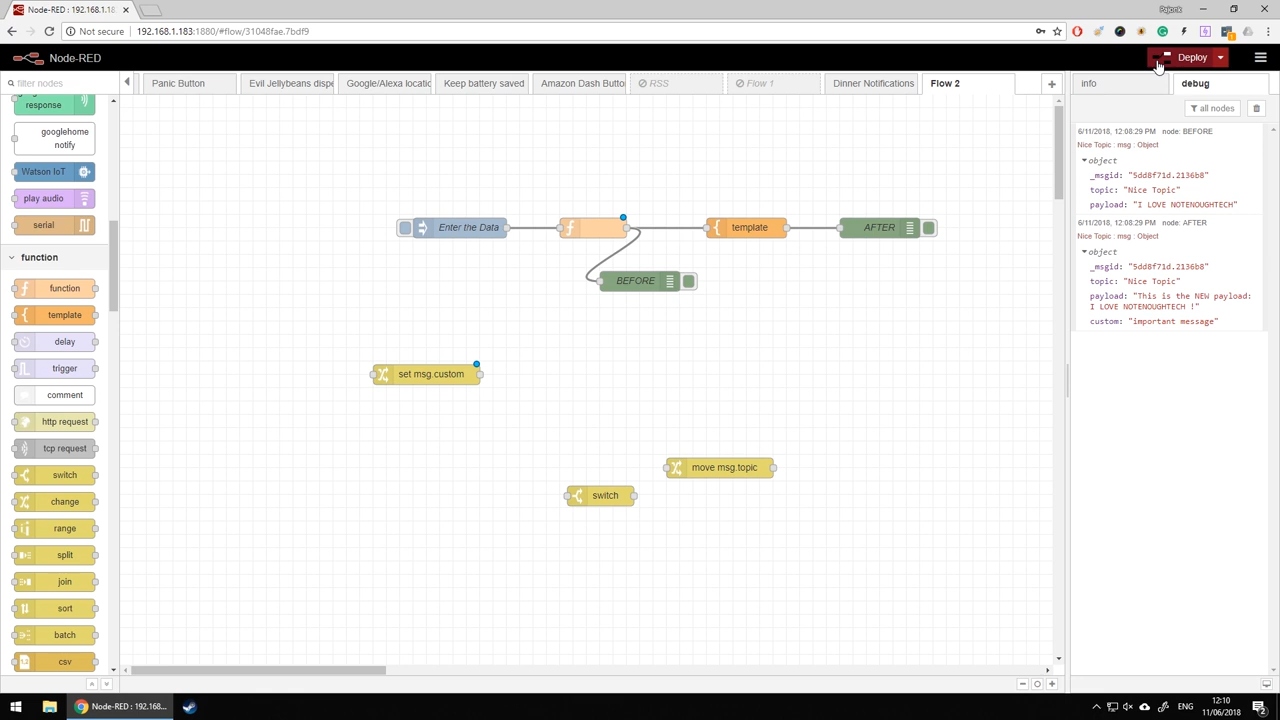 Node-RED : 192.168.1.18
Pajork
Not secure 192.168.1.183:1880/#flow/31048fae.7bdf9
Node-RED
Deploy
filter nodes
Panic Button
Evil Jellybeans disp
Google/Alexa locatic
Keep battery saved
Amazon Dash Butto
RSS
Flow 1
Dinner Notifications
Flow 2
info
debug
all nodes
response
googlehome
notify
Watson IoT
play audio
serial
function
function
template
delay
trigger
comment
http request
tcp request
switch
change
range
split
join
sort
batch
csv
Enter the Data
template
AFTER
BEFORE
set msg.custom
move msg.topic
switch
6/11/2018, 12:08:29 PM node: BEFORE
Nice Topic : msg : Object
object
_msgid: "5dd8f71d.2136b8"
topic: "Nice Topic"
payload: "I LOVE NOTENOUGHTECH"
6/11/2018, 12:08:29 PM node: AFTER
Nice Topic : msg : Object
object
_msgid: "5dd8f71d.2136b8"
topic: "Nice Topic"
payload: "This is the NEW payload:
I LOVE NOTENOUGHTECH !"
custom: "important message"
Node-RED : 192.168...
ENG
12:10
11/06/2018
2